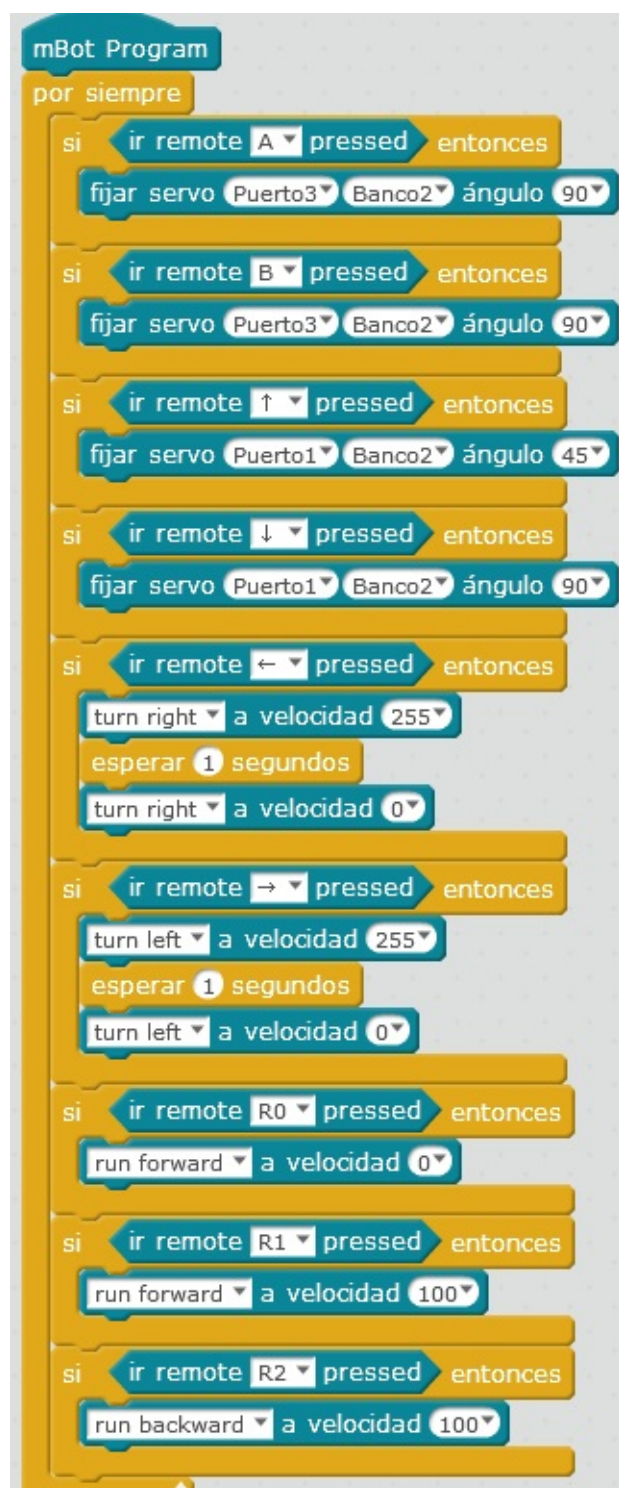 mBot Program
por siempre
si ir remote A pressed entonces
fijar servo Puerto3 Banco2 ángulo 90
si ir remote B pressed entonces
fijar servo Puerto3 Banco2 ángulo 90
si ir remote ↑ pressed entonces
fijar servo Puerto1 Banco2 ángulo 45
si ir remote ↓ pressed entonces
fijar servo Puerto1 Banco2 ángulo 90
si ir remote ← pressed entonces
turn right a velocidad 255
esperar 1 segundos
turn right a velocidad 0
si ir remote → pressed entonces
turn left a velocidad 255
esperar 1 segundos
turn left a velocidad 0
si ir remote R0 pressed entonces
run forward a velocidad 0
si ir remote R1 pressed entonces
run forward a velocidad 100
si ir remote R2 pressed entonces
run backward a velocidad 100